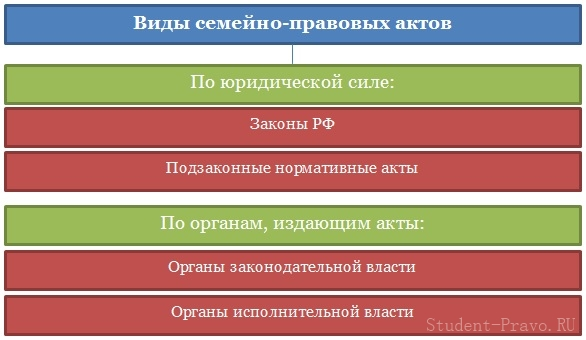 Виды семейно-правовых актов
По юридической силе:
Законы РФ
Подзаконные нормативные акты
По органам, издающим акты:
Органы законодательной власти
Органы исполнительной власти
Student-Pravo.RU